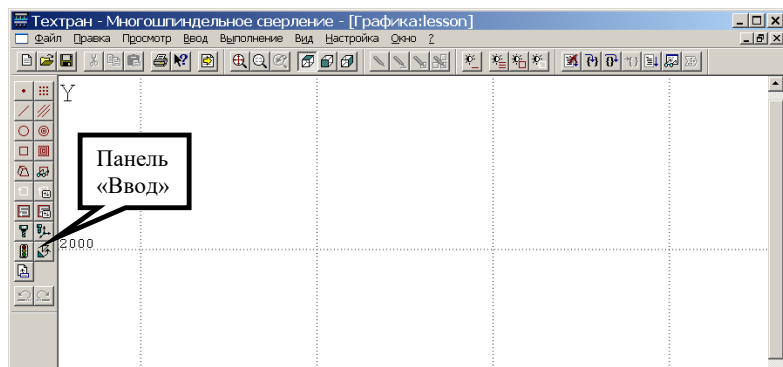 Техтран - Многошпиндельное сверление - [Графика:lesson]
Файл Правка Просмотр Ввод Выполнение Вид Настройка Окно ?
Y
Панель
«Ввод»
2000